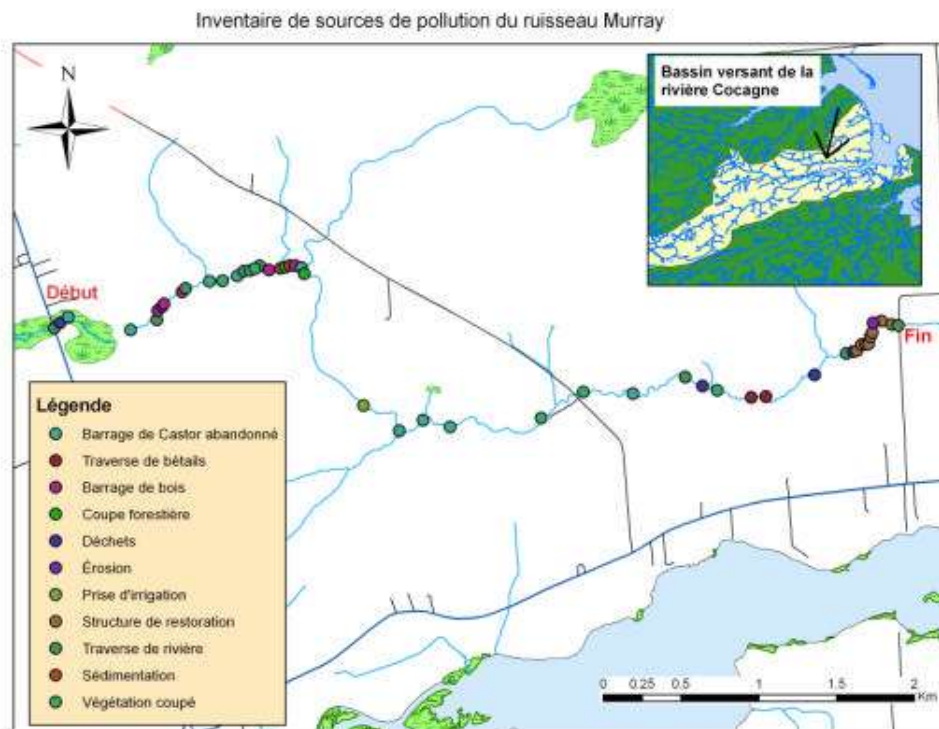 Inventaire de sources de pollution du ruisseau Murray
N
Bassin versant de la
rivière Cocagne
Début
Fin
Légende
Barrage de Castor abandonné
Traverse de bétails
Barrage de bois
Coupe forestière
Déchets
Érosion
Prise d'irrigation
Structure de restoration
Traverse de rivière
Sédimentation
Végétation coupé
0 0.25 0.5 1 1.5 2
Km